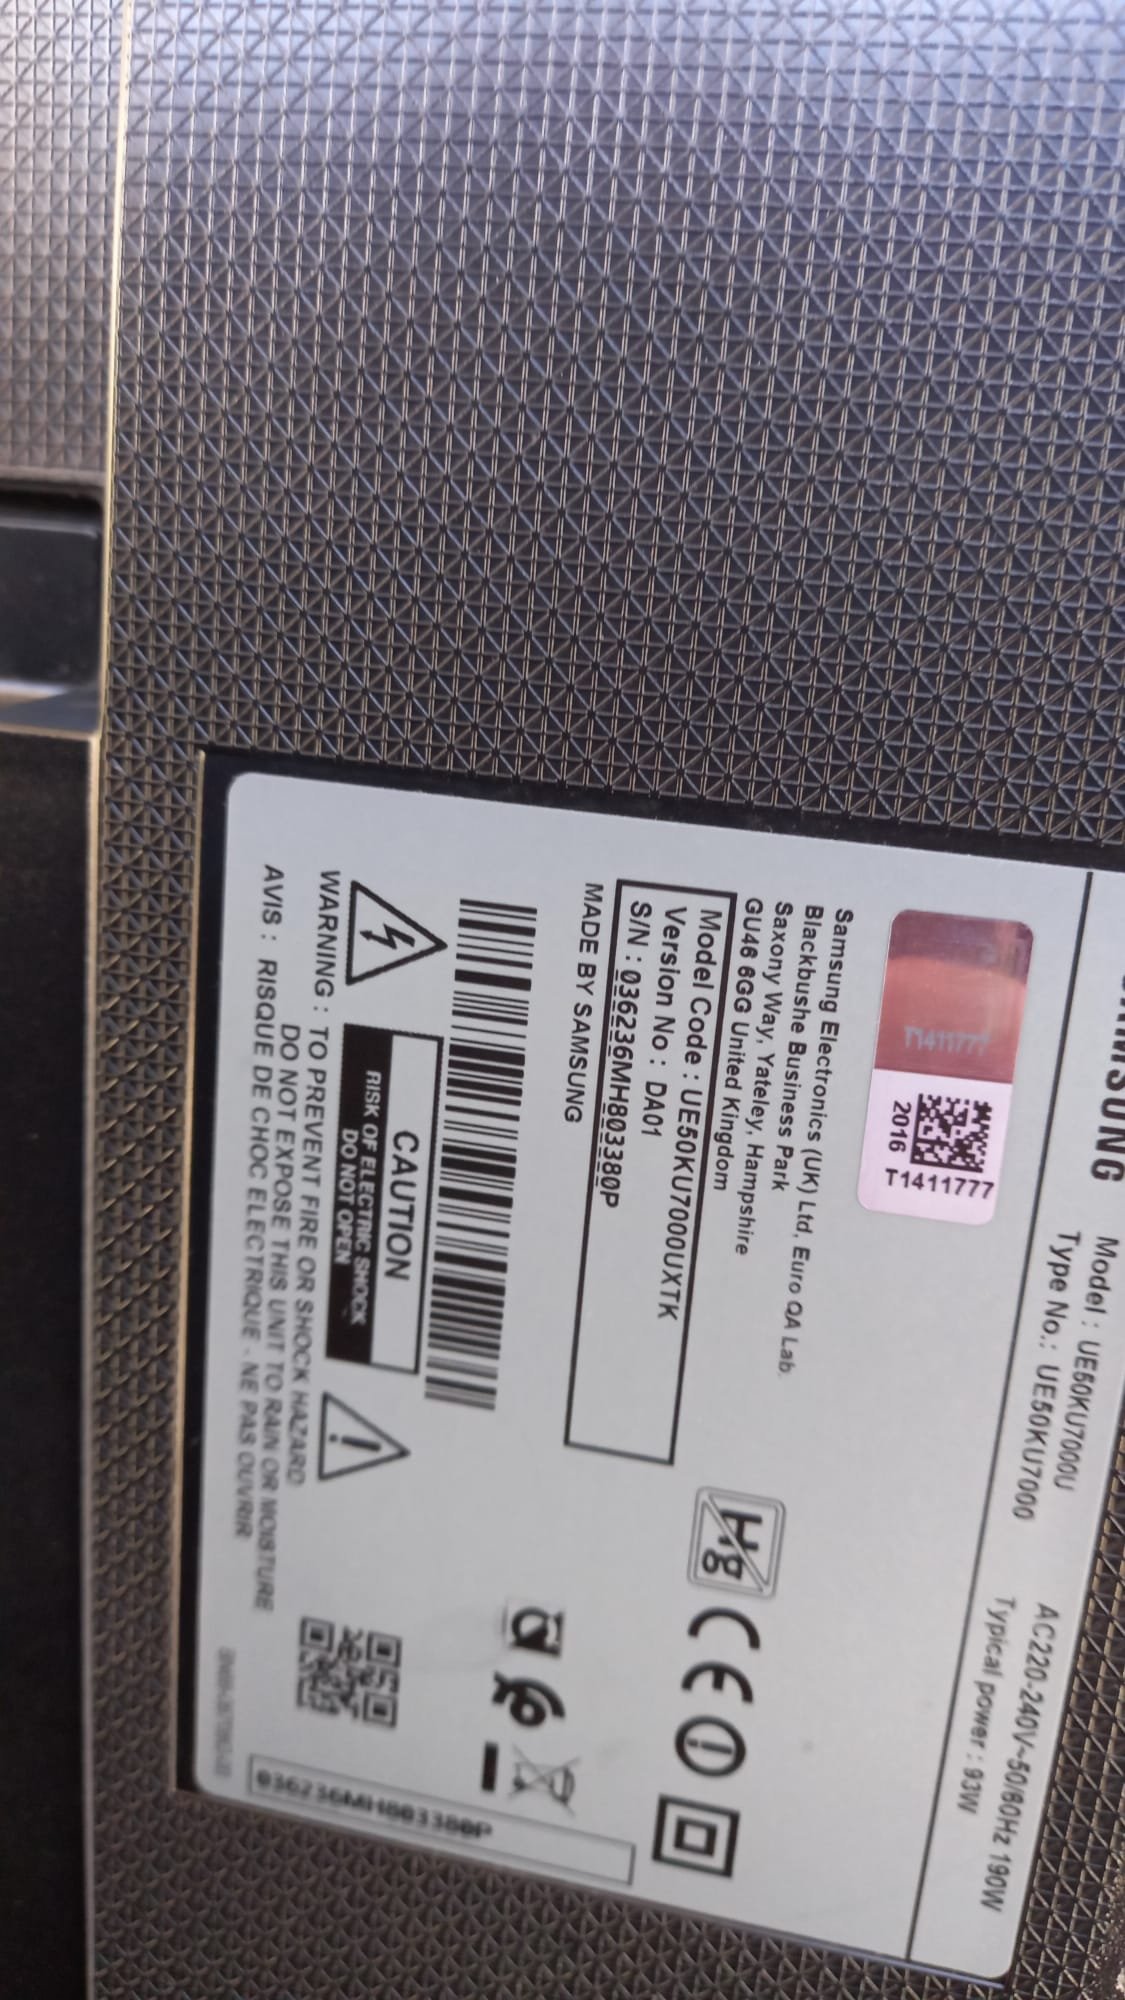 SAMSUNG
Model : UE50KU7000U
Type No.: UE50KU7000
AC220-240V~50/60Hz 190W
Typical power : 93W
T1411777
2016
T1411777
Samsung Electronics (UK) Ltd, Euro QA Lab.
Blackbushe Business Park
Saxony Way, Yateley, Hampshire
GU46 6GG United Kingdom
Model Code : UE50KU7000UXTK
Version No : DA01
S/N : 036236MH803380P
MADE BY SAMSUNG
Hg
CE
CAUTION
RISK OF ELECTRIC SHOCK
DO NOT OPEN
WARNING : TO PREVENT FIRE OR SHOCK HAZARD
DO NOT EXPOSE THIS UNIT TO RAIN OR MOISTURE
AVIS : RISQUE DE CHOC ELECTRIQUE - NE PAS OUVRIR
036236MH803380P